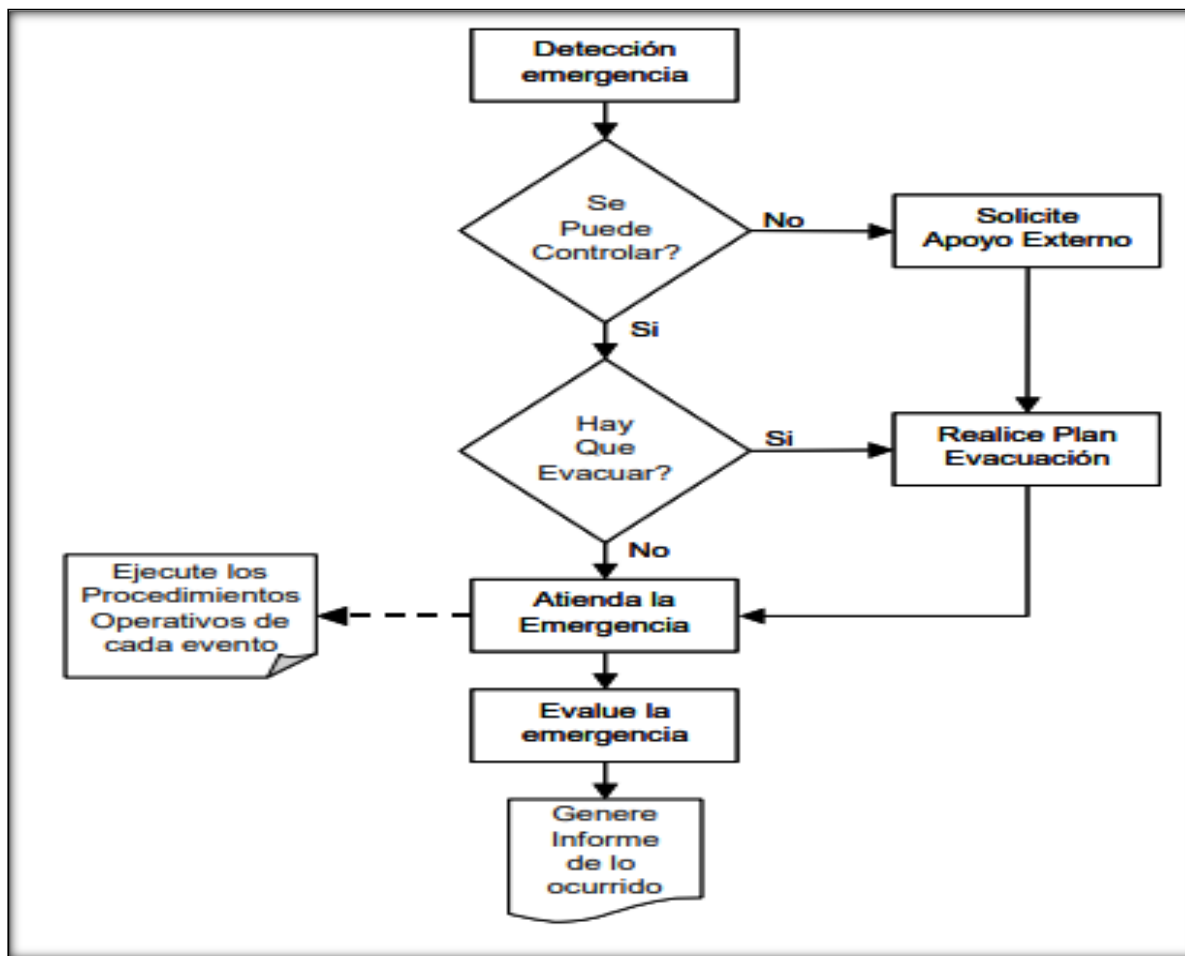 Detección
emergencia
Se
Puede
Controlar?
No
Solicite
Apoyo Externo
Si
Hay
Que
Evacuar?
Si
Realice Plan
Evacuación
No
Ejecute los
Procedimientos
Operativos de
cada evento
Atienda la
Emergencia
Evalue la
emergencia
Genere
Informe
de lo
ocurrido